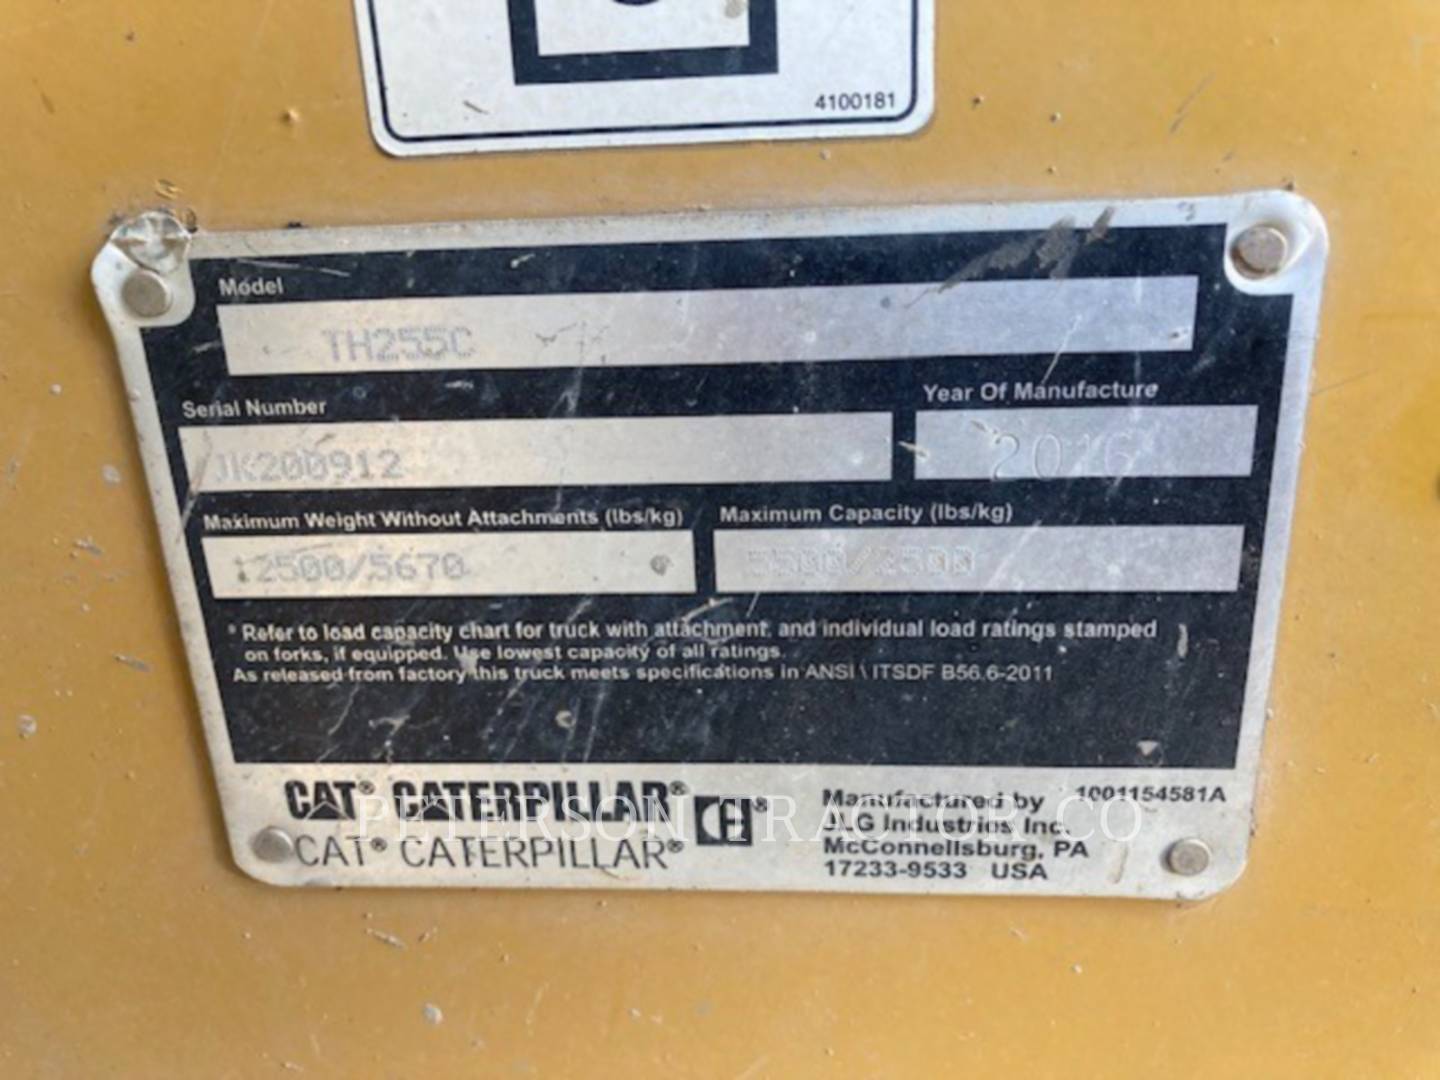 4100181
Model
TH255C
Serial Number
JK200912
Year Of Manufacture
2016
Maximum Weight Without Attachments (lbs/kg)
12500/5670
Maximum Capacity (lbs/kg)
5500/2500
* Refer to load capacity chart for truck with attachment, and individual load ratings stamped
on forks, if equipped. Use lowest capacity of all ratings.
As released from factory this truck meets specifications in ANSI \ ITSDF B56.6-2011
CAT® CATERPILLAR®
CAT® CATERPILLAR®
Manufactured by
JLG Industries Inc.
McConnellsburg, PA
17233-9533 USA
1001154581A
PETERSON TRACTOR CO